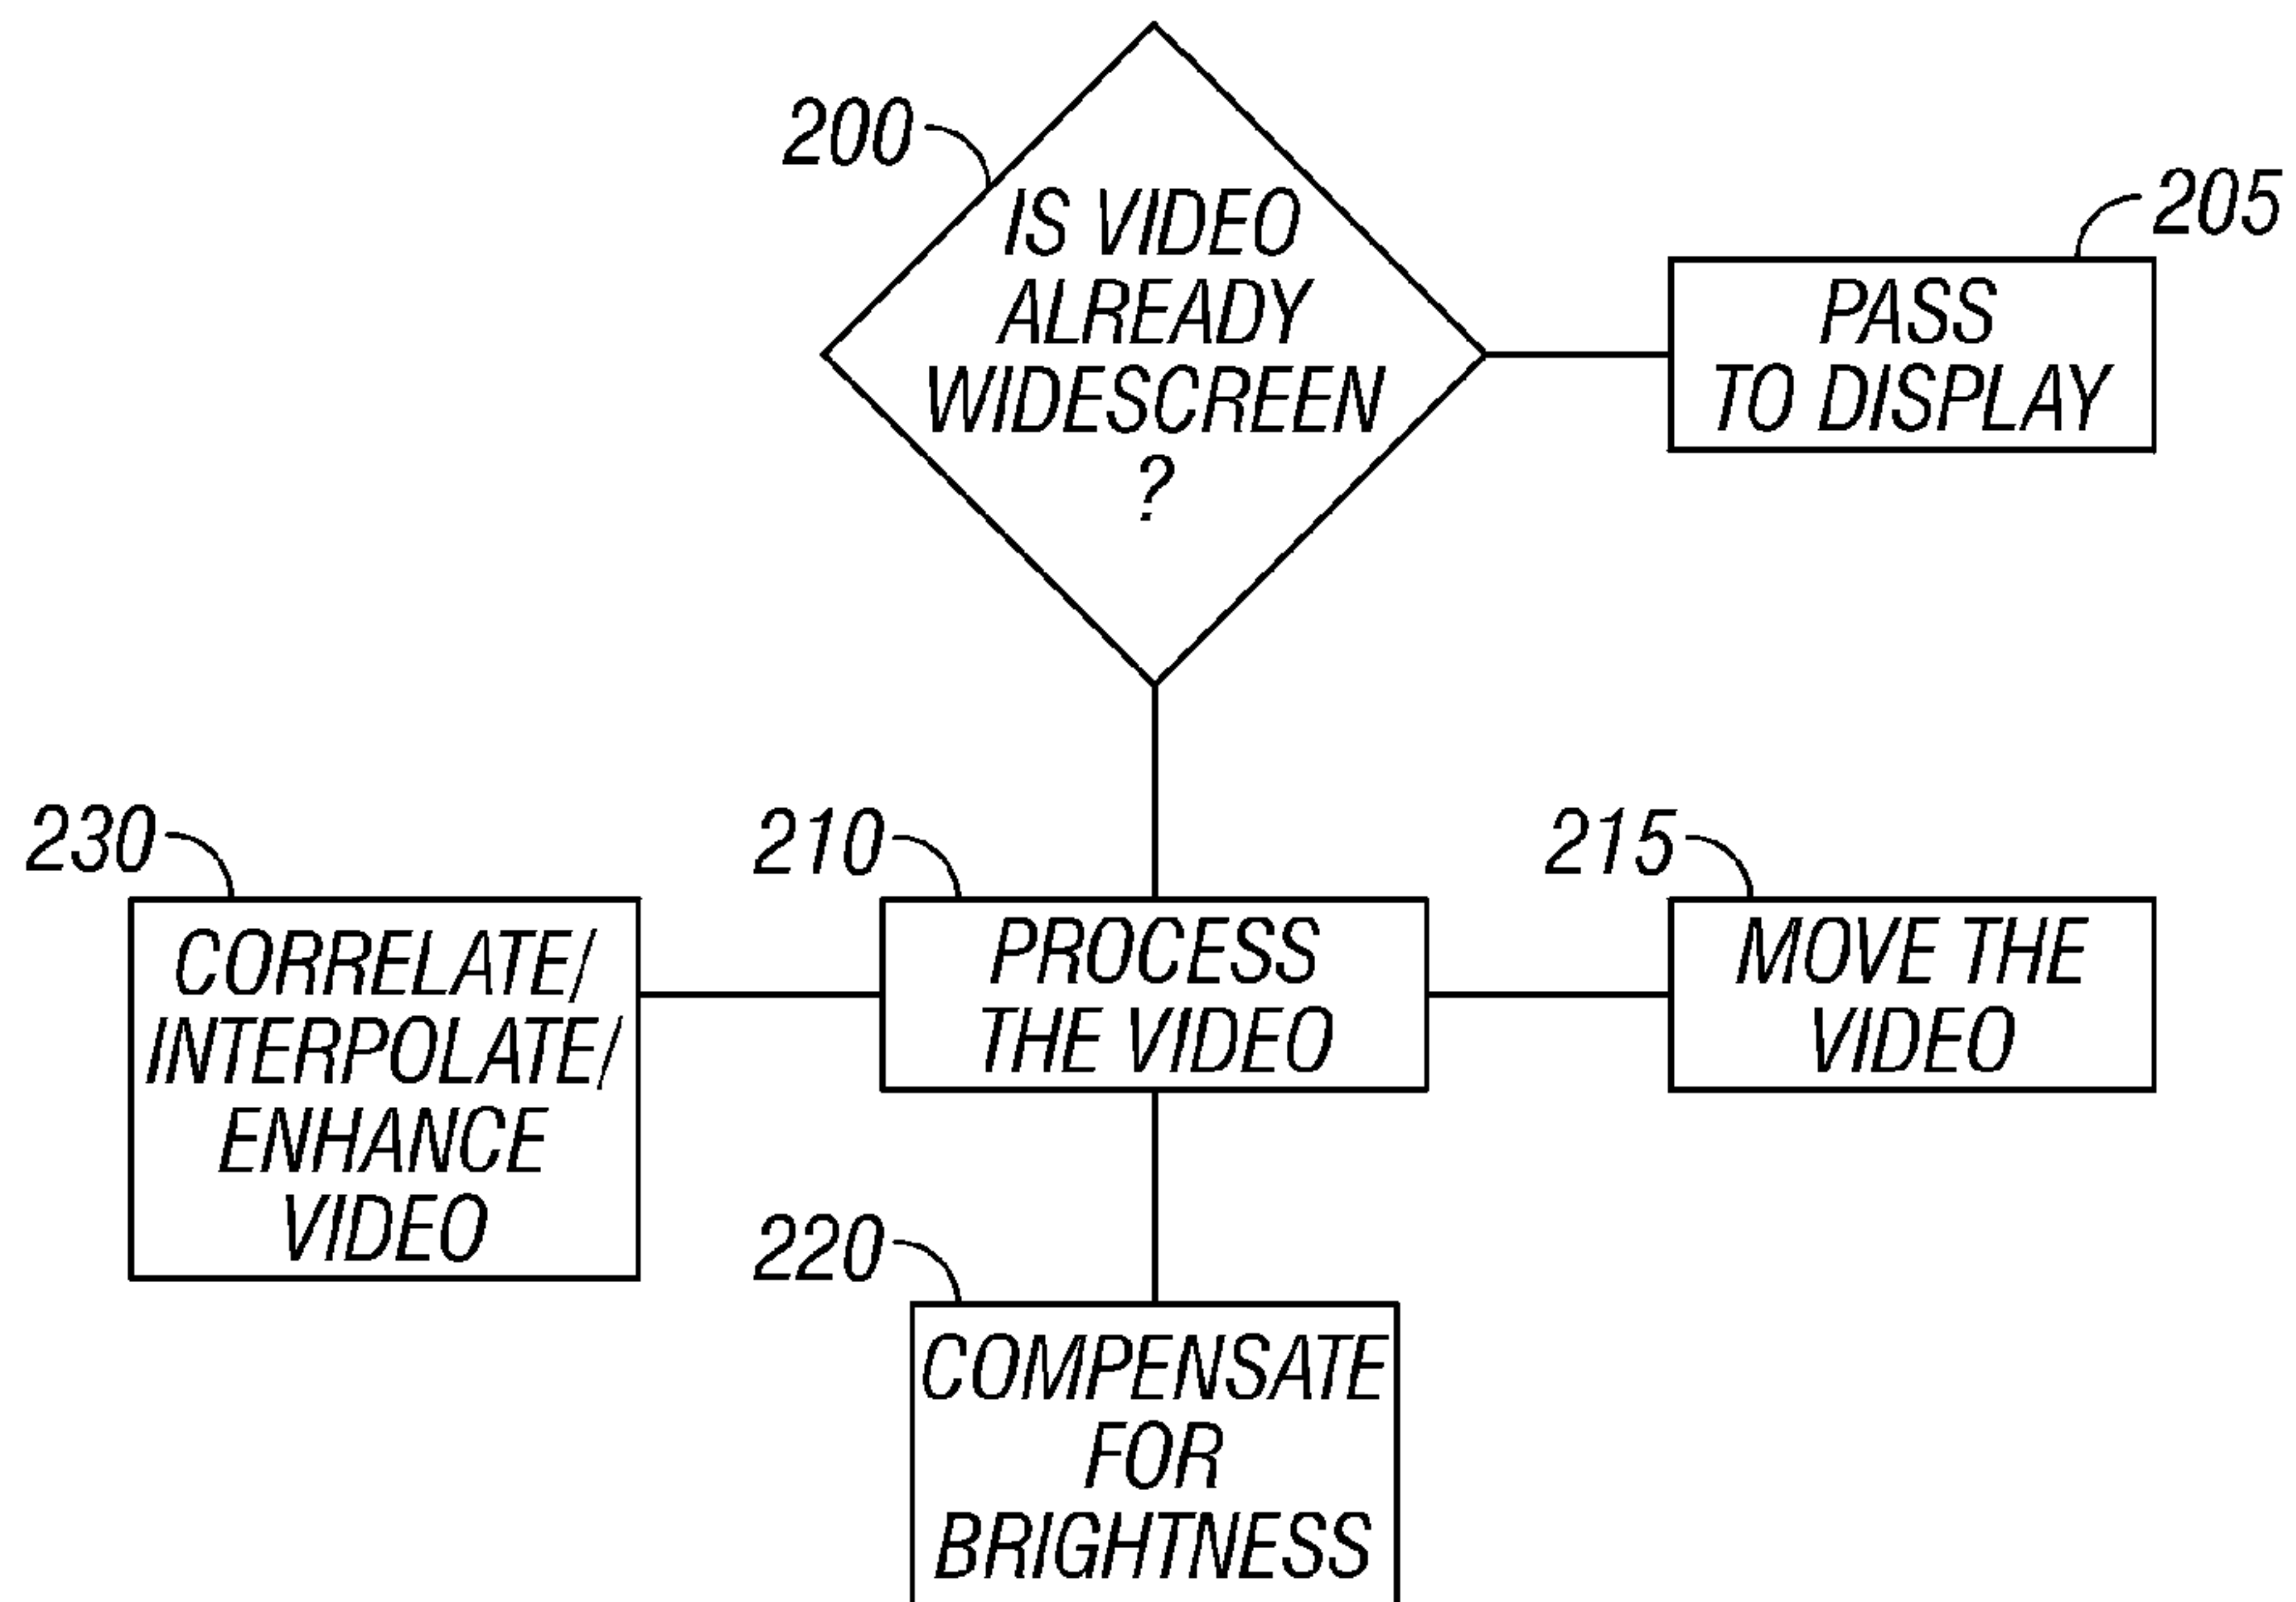 200
IS VIDEO
ALREADY
WIDESCREEN
?
205
PASS
TO DISPLAY
230
CORRELATE/
INTERPOLATE/
ENHANCE
VIDEO
210
PROCESS
THE VIDEO
215
MOVE THE
VIDEO
220
COMPENSATE
FOR
BRIGHTNESS